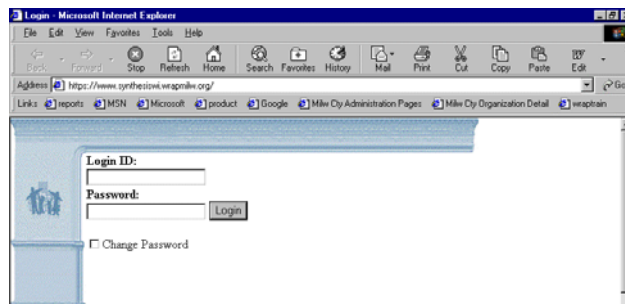 Login - Microsoft Internet Explorer
File Edit View Favorites Tools Help
Back Forward Stop Refresh Home Search Favorites History Mail Print Cut Copy Paste Edit
Address https://www.synthesiswi.wrapmilw.org/ Go
Links reports MSN Microsoft product Google Milw Cty Administration Pages Milw Cty Organization Detail wraptrain
Login ID:
Password:
Login
Change Password